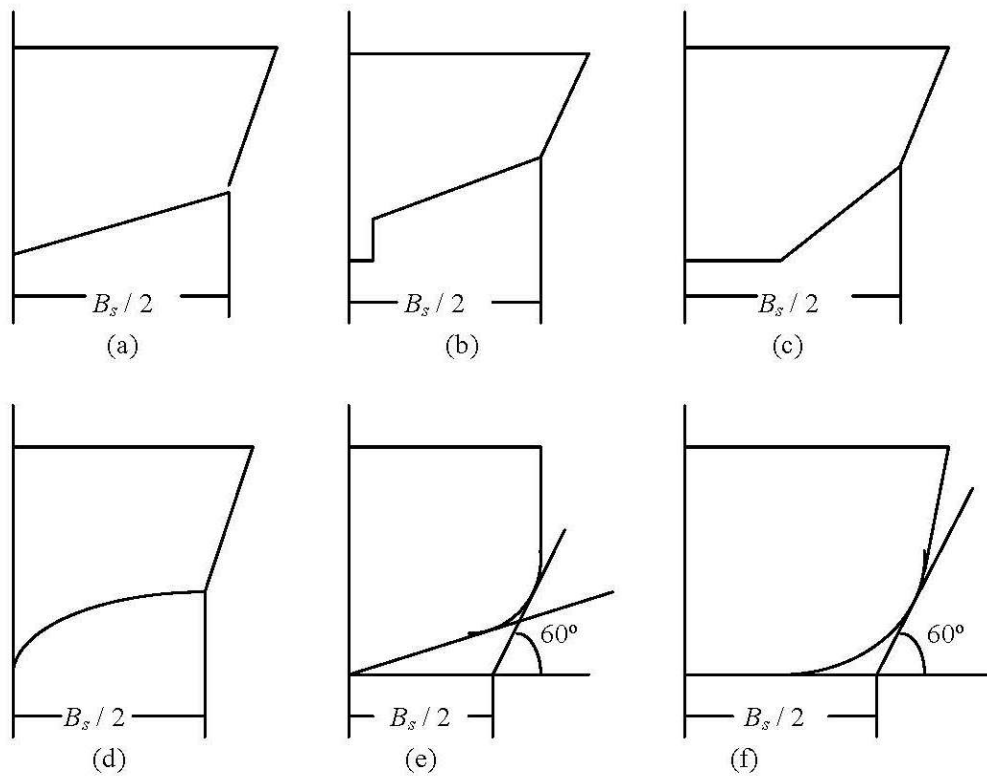 B_s / 2 B_s / 2 B_s / 2
(a) (b) (c)
60º 60º
B_s / 2 B_s / 2 B_s / 2
(d) (e) (f)